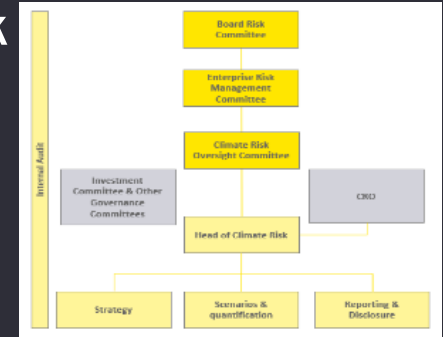 K
Board Risk
Committee
Enterprise Risk
Management
Committee
Climate Risk
Oversight Committee
Internal Audit
Investment
Committee & Other
Governance
Committees
CRO
Head of Climate Risk
Strategy
Scenarios &
quantification
Reporting &
Disclosure